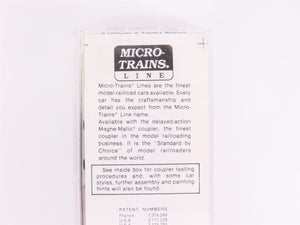 MICRO-
TRAINS®
LINE
Micro-Trains® Lines are the finest
model railroad cars available. Every
car has the craftsmanship and
detail you expect from the Micro-
Trains® Line name.
Available with the delayed-action
Magne-Matic® coupler, the finest
coupler in the model railroading
business. It is the "Standard by
Choice" of model railroaders
around the world.
See inside box for coupler testing
procedures and, with some car
styles, further assembly and painting
hints will also be found.
PATENT NUMBERS
France
U.S.A.